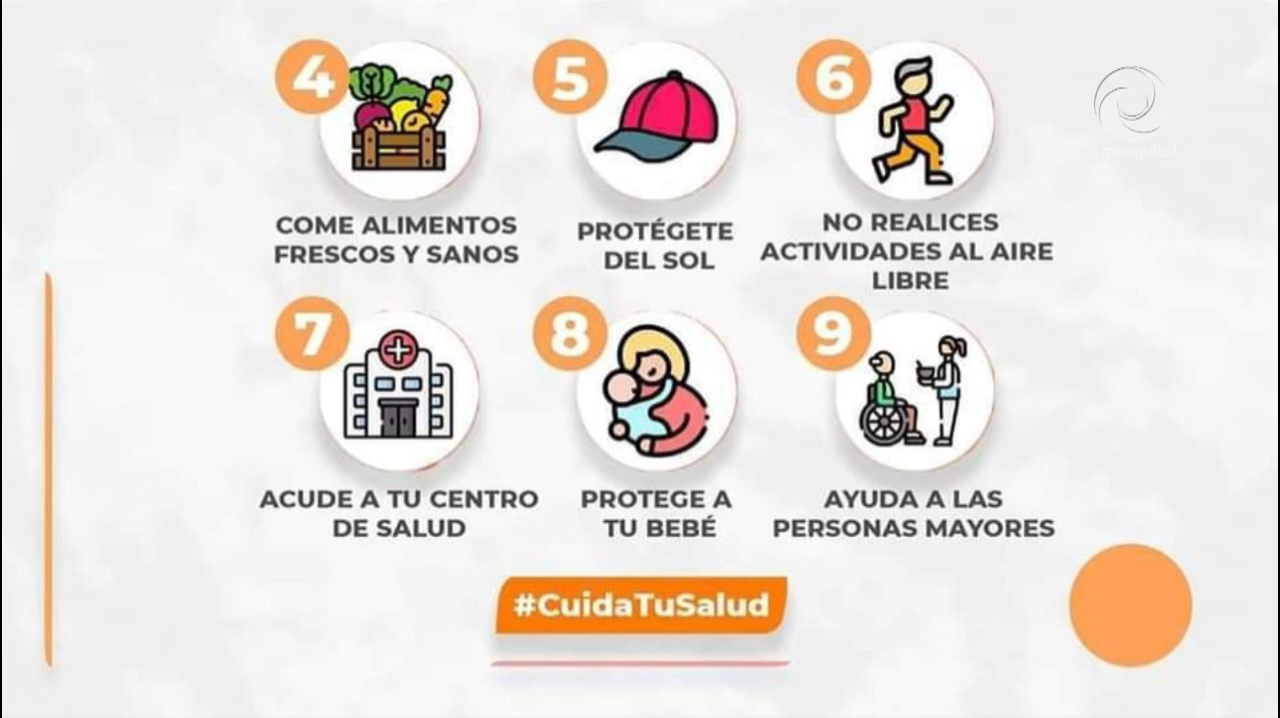 4
COME ALIMENTOS
FRESCOS Y SANOS
5
PROTÉGETE
DEL SOL
6
NO REALICES
ACTIVIDADES AL AIRE
LIBRE
7
ACUDE A TU CENTRO
DE SALUD
8
PROTEGE A
TU BEBÉ
9
AYUDA A LAS
PERSONAS MAYORES
#CuidaTuSalud
mezquital